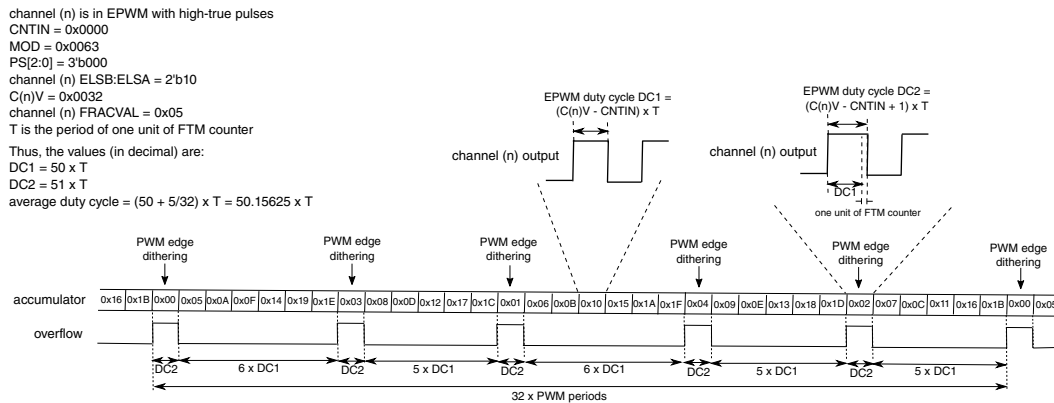 channel (n) is in EPWM with high-true pulses
CNTIN = 0x0000
MOD = 0x0063
PS[2:0] = 3'b000
channel (n) ELSB:ELSA = 2'b10
C(n)V = 0x0032
channel (n) FRACVAL = 0x05
T is the period of one unit of FTM counter
Thus, the values (in decimal) are:
DC1 = 50 x T
DC2 = 51 x T
average duty cycle = (50 + 5/32) x T = 50.15625 x T
EPWM duty cycle DC1 =
(C(n)V - CNTIN) x T
channel (n) output
EPWM duty cycle DC2 =
(C(n)V - CNTIN + 1) x T
channel (n) output
DC1
one unit of FTM counter
PWM edge dithering
PWM edge dithering
PWM edge dithering
PWM edge dithering
PWM edge dithering
PWM edge dithering
accumulator 0x16 0x1B 0x00 0x05 0x0A 0x0F 0x14 0x19 0x1E 0x03 0x08 0x0D 0x12 0x17 0x1C 0x01 0x06 0x0B 0x10 0x15 0x1A 0x1F 0x04 0x09 0x0E 0x13 0x18 0x1D 0x02 0x07 0x0C 0x11 0x16 0x1B 0x00 0x05
overflow
DC2 6 x DC1 DC2 5 x DC1 DC2 6 x DC1 DC2 5 x DC1 DC2 5 x DC1
32 x PWM periods